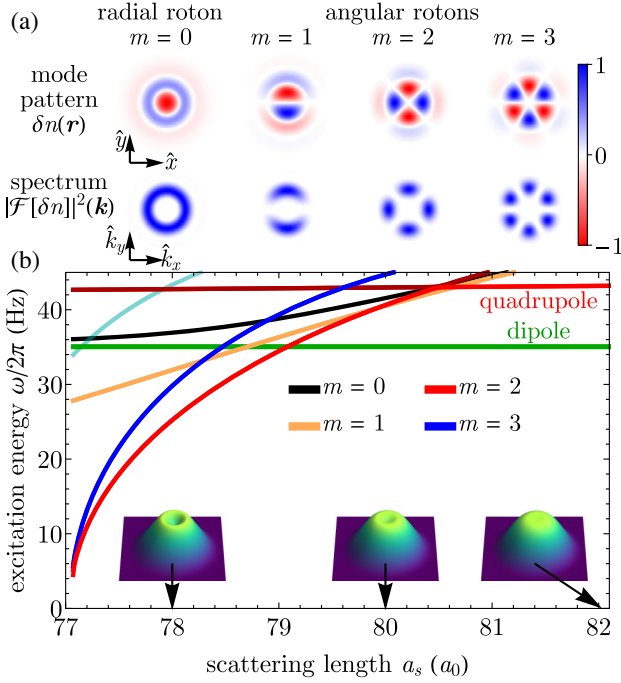 (a)
radial roton angular rotons
m = 0 m = 1 m = 2 m = 3
mode
pattern
δn(r)
ŷ
x̂
spectrum
|ℱ[δn]|²(k)
k̂y
k̂x
1
0
−1
(b)
excitation energy ω/2π (Hz)
40
30
20
10
0
quadrupole
dipole
m = 0 m = 2
m = 1 m = 3
77 78 79 80 81 82
scattering length aₛ (a₀)